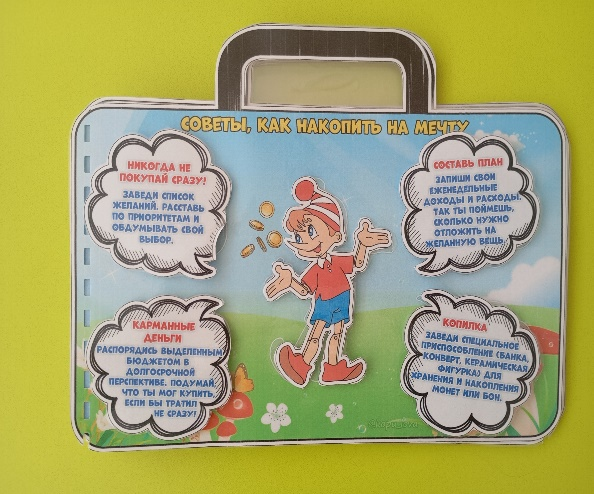 СОВЕТЫ, КАК НАКОПИТЬ НА МЕЧТУ
НИКОГДА НЕ
ПОКУПАЙ СРАЗУ!
ЗАВЕДИ СПИСОК
ЖЕЛАНИЙ. РАССТАВЬ
ПО ПРИОРИТЕТАМ И
ОБДУМЫВАТЬ СВОЙ
ВЫБОР.
СОСТАВЬ ПЛАН
ЗАПИШИ СВОИ
ЕЖЕНЕДЕЛЬНЫЕ
ДОХОДЫ И РАСХОДЫ.
ТАК ТЫ ПОЙМЕШЬ,
СКОЛЬКО НУЖНО
ОТЛОЖИТЬ НА
ЖЕЛАННУЮ ВЕЩЬ
КАРМАННЫЕ
ДЕНЬГИ
РАСПОРЯДИСЬ ВЫДЕЛЕННЫМ
БЮДЖЕТОМ В
ДОЛГОСРОЧНОЙ
ПЕРСПЕКТИВЕ. ПОДУМАЙ,
ЧТО ТЫ МОГ КУПИТЬ,
ЕСЛИ БЫ ТРАТИЛ
НЕ СРАЗУ!
КОПИЛКА
ЗАВЕДИ СПЕЦИАЛЬНОЕ
ПРИСПОСОБЛЕНИЕ (БАНКА,
КОНВЕРТ, КЕРАМИЧЕСКАЯ
ФИГУРКА) ДЛЯ
ХРАНЕНИЯ И НАКОПЛЕНИЯ
МОНЕТ ИЛИ БОН.